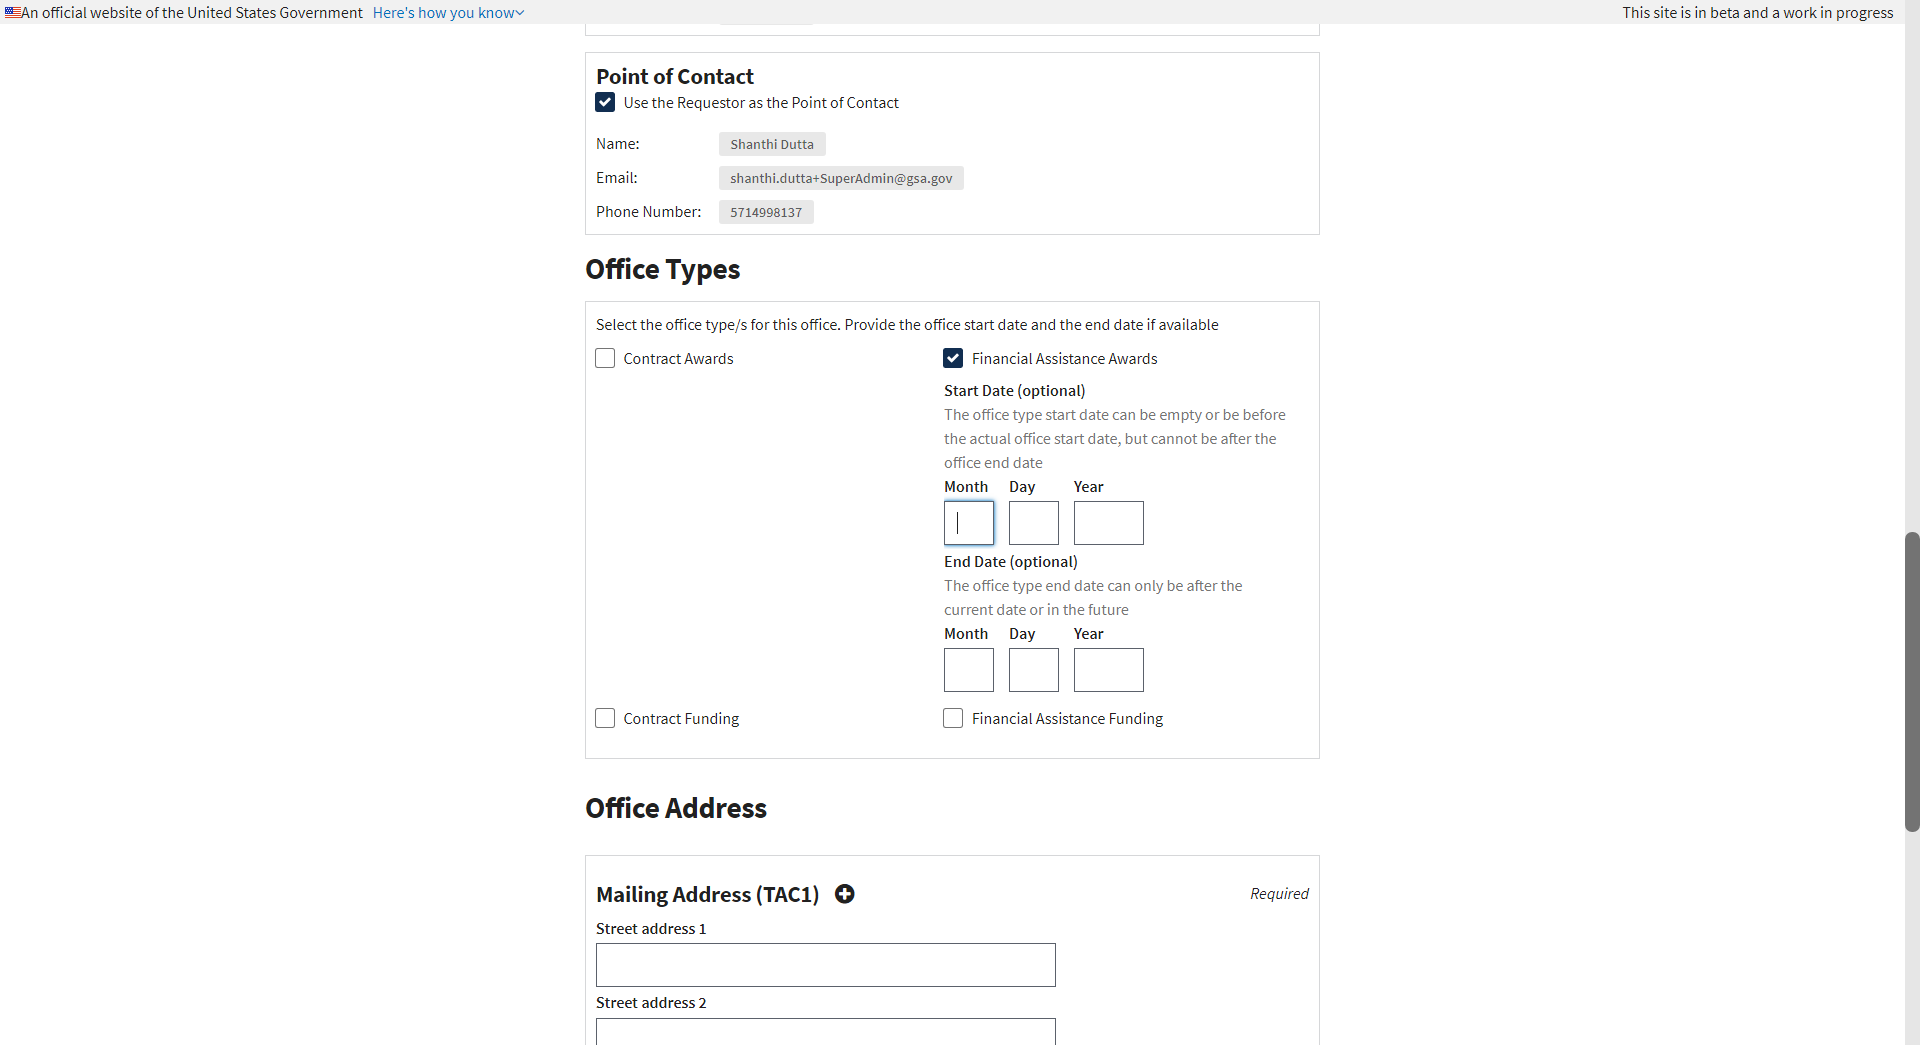 An official website of the United States Government Here's how you know
This site is in beta and a work in progress
Point of Contact
Use the Requestor as the Point of Contact
Name: Shanthi Dutta
Email: shanthi.dutta+SuperAdmin@gsa.gov
Phone Number: 5714998137
Office Types
Select the office type/s for this office. Provide the office start date and the end date if available
Contract Awards
Financial Assistance Awards
Start Date (optional)
The office type start date can be empty or be before
the actual office start date, but cannot be after the
office end date
Month Day Year
End Date (optional)
The office type end date can only be after the
current date or in the future
Month Day Year
Contract Funding
Financial Assistance Funding
Office Address
Mailing Address (TAC1)
Required
Street address 1
Street address 2